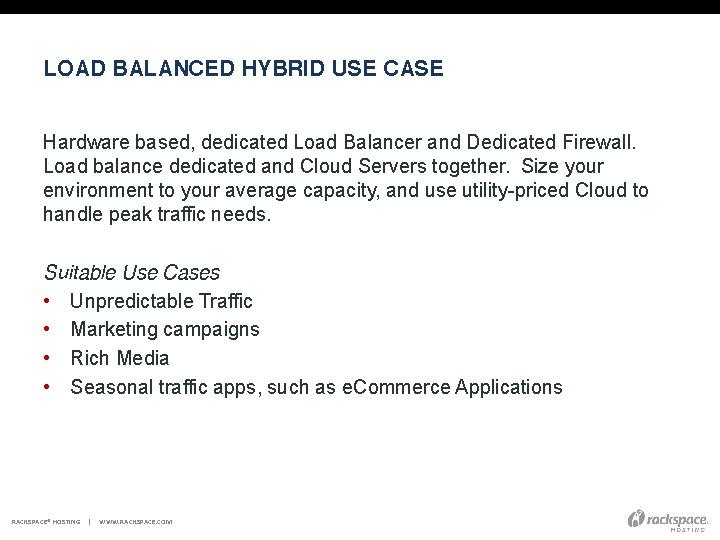 LOAD BALANCED HYBRID USE CASE
Hardware based, dedicated Load Balancer and Dedicated Firewall.
Load balance dedicated and Cloud Servers together.  Size your
environment to your average capacity, and use utility-priced Cloud to
handle peak traffic needs.
Suitable Use Cases
• Unpredictable Traffic
• Marketing campaigns
• Rich Media
• Seasonal traffic apps, such as eCommerce Applications
RACKSPACE® HOSTING | WWW.RACKSPACE.COM
rackspace.
HOSTING